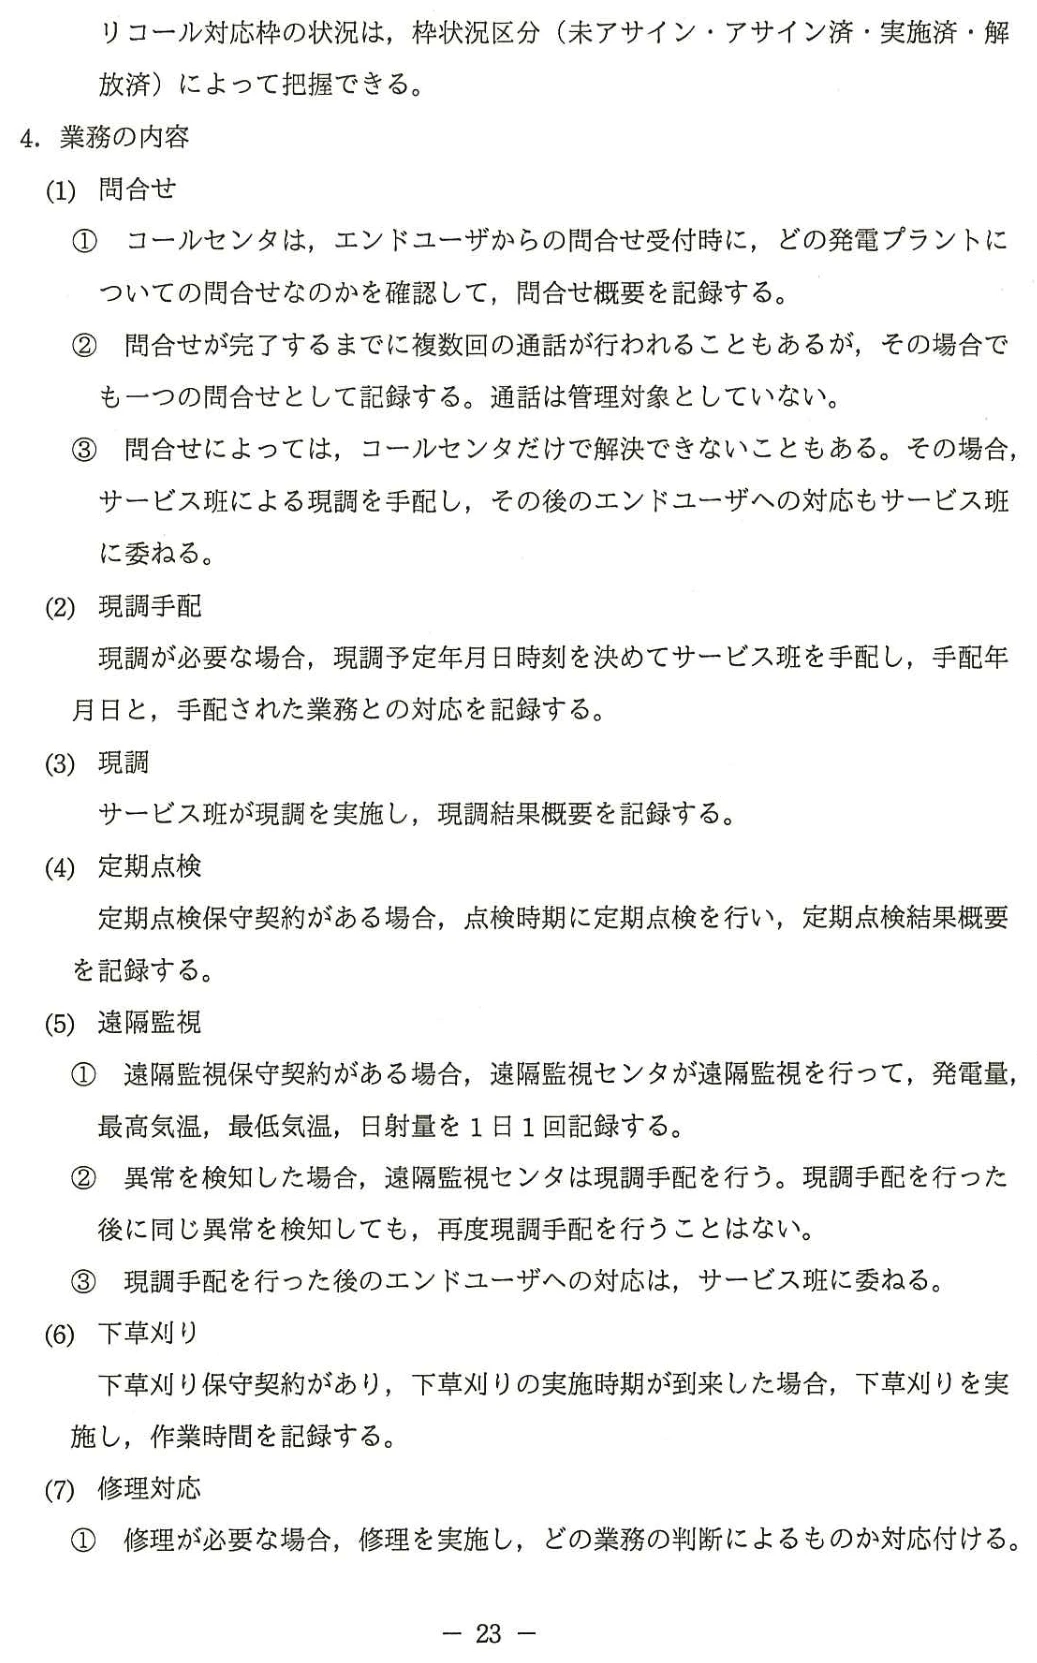 リコール対応枠の状況は，枠状況区分（未アサイン・アサイン済・実施済・解
放済）によって把握できる。
4．業務の内容
(1) 問合せ
① コールセンタは，エンドユーザからの問合せ受付時に，どの発電プラントに
ついての問合せなのかを確認して，問合せ概要を記録する。
② 問合せが完了するまでに複数回の通話が行われることもあるが，その場合で
も一つの問合せとして記録する。通話は管理対象としていない。
③ 問合せによっては，コールセンタだけで解決できないこともある。その場合，
サービス班による現調を手配し，その後のエンドユーザへの対応もサービス班
に委ねる。
(2) 現調手配
現調が必要な場合，現調予定年月日時刻を決めてサービス班を手配し，手配年
月日と，手配された業務との対応を記録する。
(3) 現調
サービス班が現調を実施し，現調結果概要を記録する。
(4) 定期点検
定期点検保守契約がある場合，点検時期に定期点検を行い，定期点検結果概要
を記録する。
(5) 遠隔監視
① 遠隔監視保守契約がある場合，遠隔監視センタが遠隔監視を行って，発電量，
最高気温，最低気温，日射量を1日1回記録する。
② 異常を検知した場合，遠隔監視センタは現調手配を行う。現調手配を行った
後に同じ異常を検知しても，再度現調手配を行うことはない。
③ 現調手配を行った後のエンドユーザへの対応は，サービス班に委ねる。
(6) 下草刈り
下草刈り保守契約があり，下草刈りの実施時期が到来した場合，下草刈りを実
施し，作業時間を記録する。
(7) 修理対応
① 修理が必要な場合，修理を実施し，どの業務の判断によるものか対応付ける。
－ 23 －